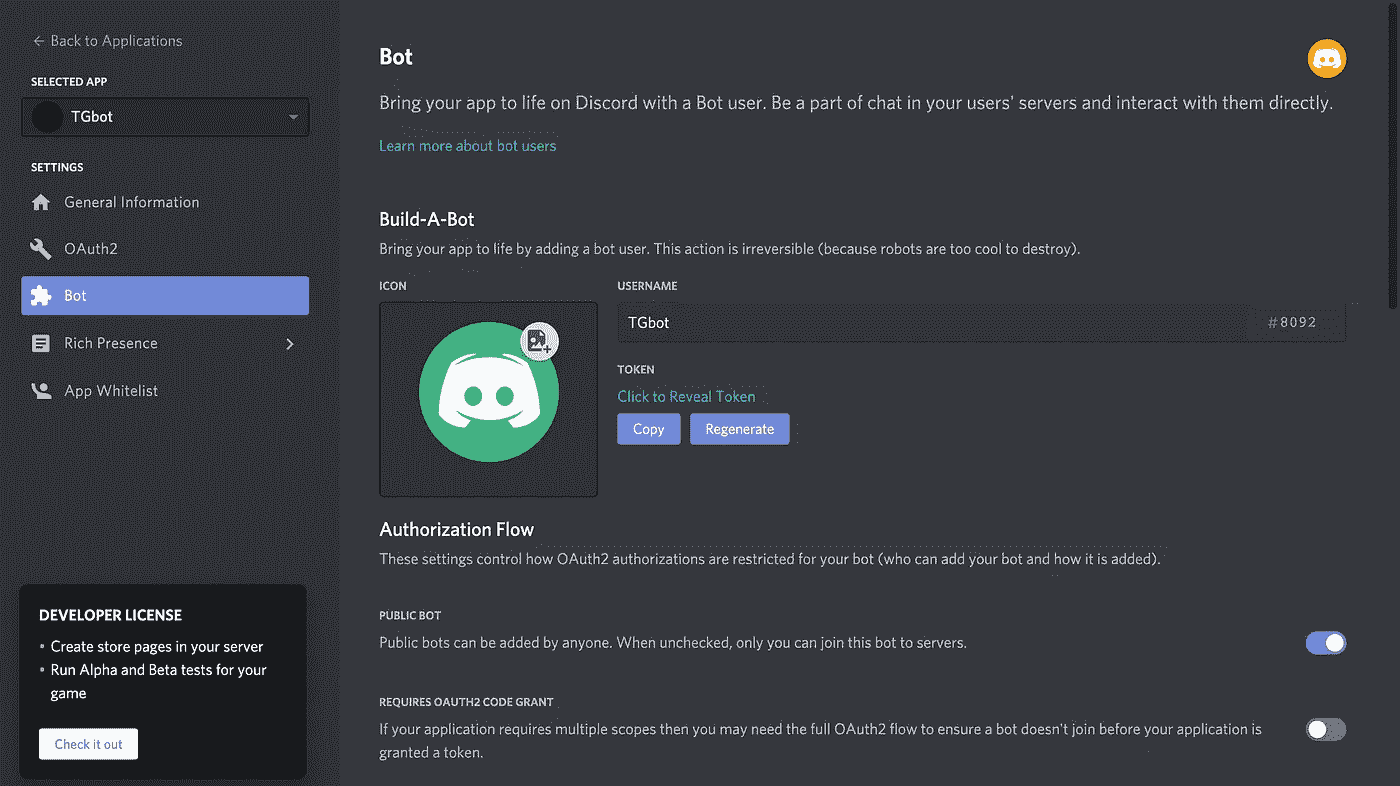 ← Back to Applications
SELECTED APP
TGbot
SETTINGS
General Information
OAuth2
Bot
Rich Presence
App Whitelist
DEVELOPER LICENSE
• Create store pages in your server
• Run Alpha and Beta tests for your
game
Check it out
Bot
Bring your app to life on Discord with a Bot user. Be a part of chat in your users' servers and interact with them directly.
Learn more about bot users
Build-A-Bot
Bring your app to life by adding a bot user. This action is irreversible (because robots are too cool to destroy).
ICON
USERNAME
TGbot #8092
TOKEN
Click to Reveal Token
Copy Regenerate
Authorization Flow
These settings control how OAuth2 authorizations are restricted for your bot (who can add your bot and how it is added).
PUBLIC BOT
Public bots can be added by anyone. When unchecked, only you can join this bot to servers.
REQUIRES OAUTH2 CODE GRANT
If your application requires multiple scopes then you may need the full OAuth2 flow to ensure a bot doesn't join before your application is
granted a token.